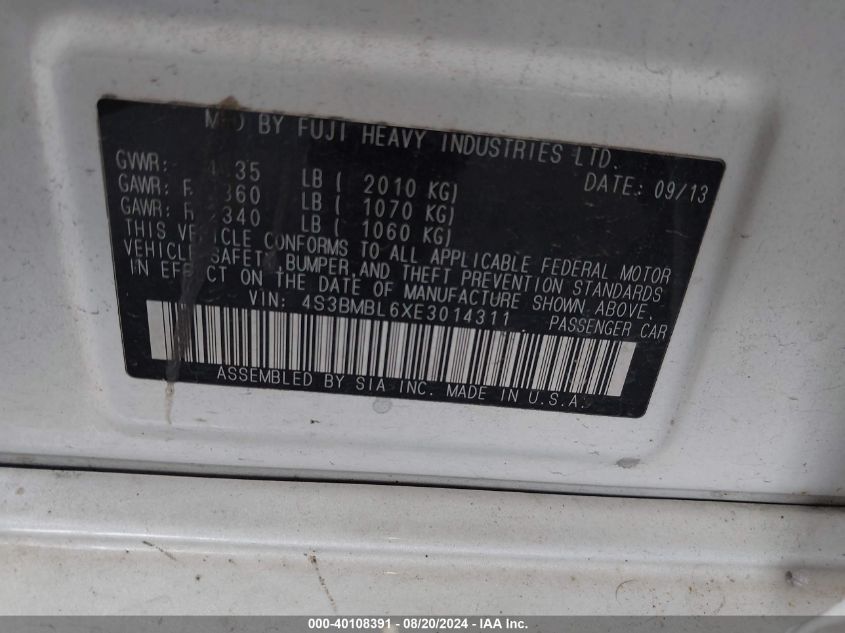 BY FUJI HEAVY INDUSTRIES LTD.
DATE: 09/13
GVWR: LB ( 2010 KG)
GAWR: LB ( 1070 KG)
GAWR: LB ( 1060 KG)
THIS VEHICLE CONFORMS TO ALL APPLICABLE FEDERAL MOTOR
VEHICLE SAFETY, BUMPER, AND THEFT PREVENTION STANDARDS
IN EFFECT ON THE DATE OF MANUFACTURE SHOWN ABOVE.
VIN: 4S3BMBL6XE3014311 PASSENGER CAR
ASSEMBLED BY SIA INC. MADE IN U.S.A.
000-40108391 - 08/20/2024 - IAA Inc.